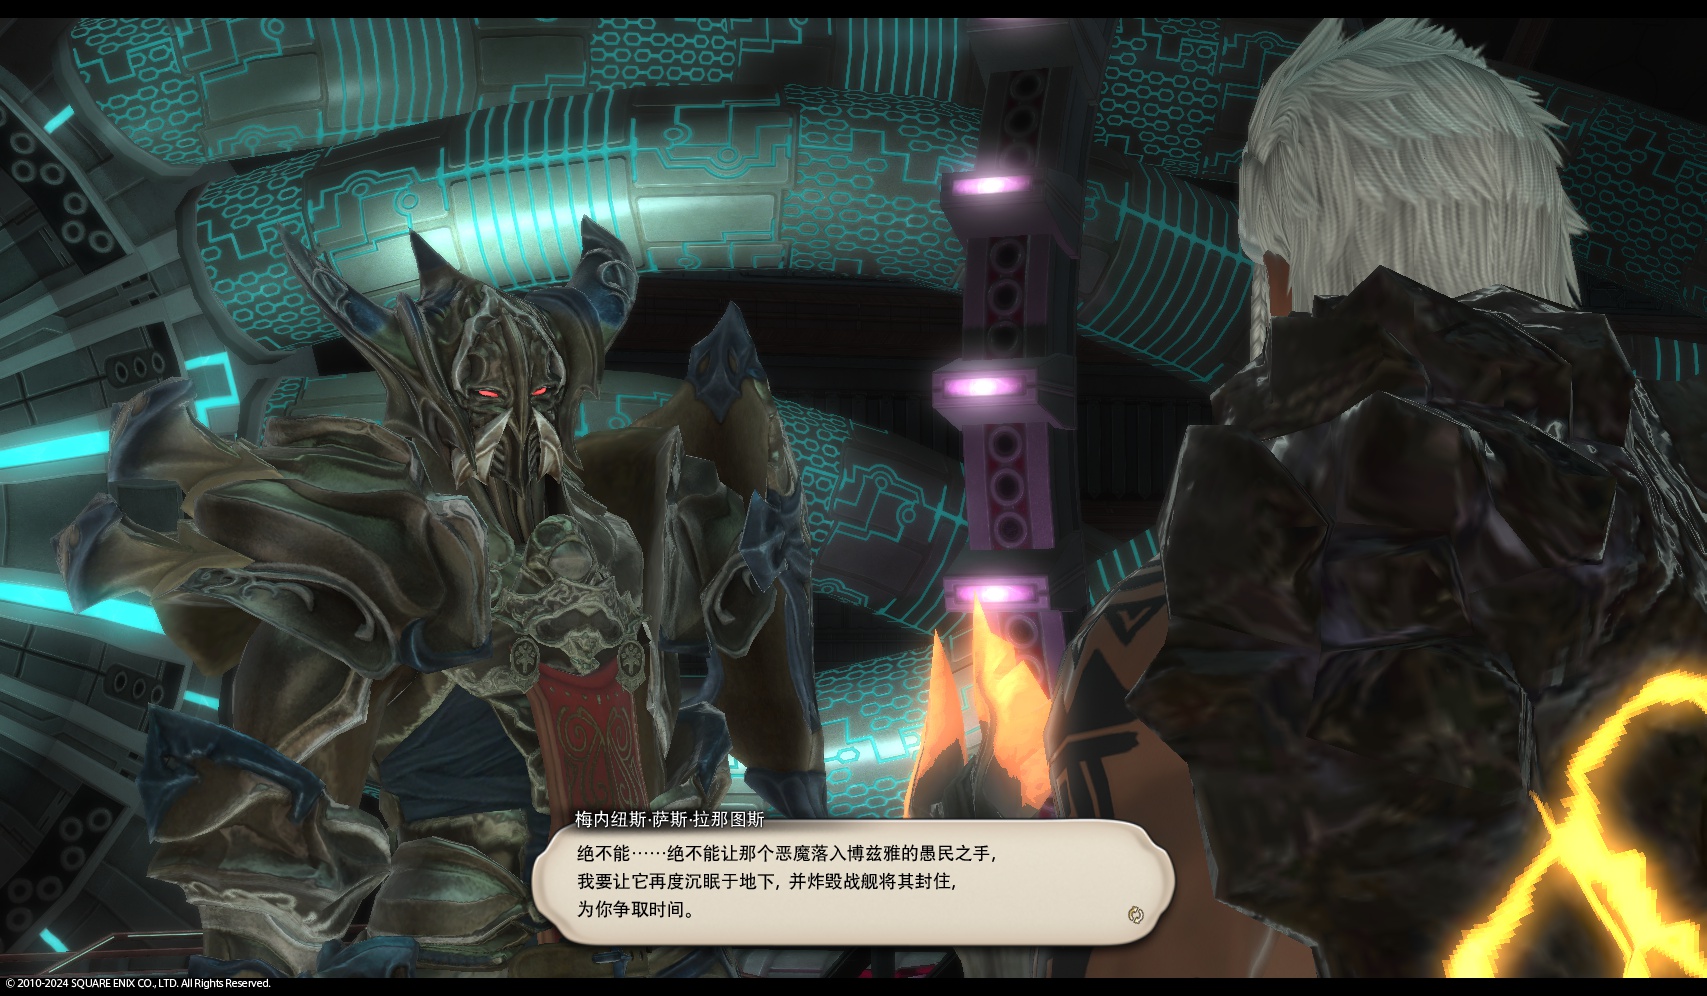 梅内纽斯·萨斯·拉那图斯
绝不能……绝不能让那个恶魔落入博兹雅的愚民之手，
我要让它再度沉眠于地下，并炸毁战舰将其封住，
为你争取时间。
© 2010-2024 SQUARE ENIX CO., LTD. All Rights Reserved.